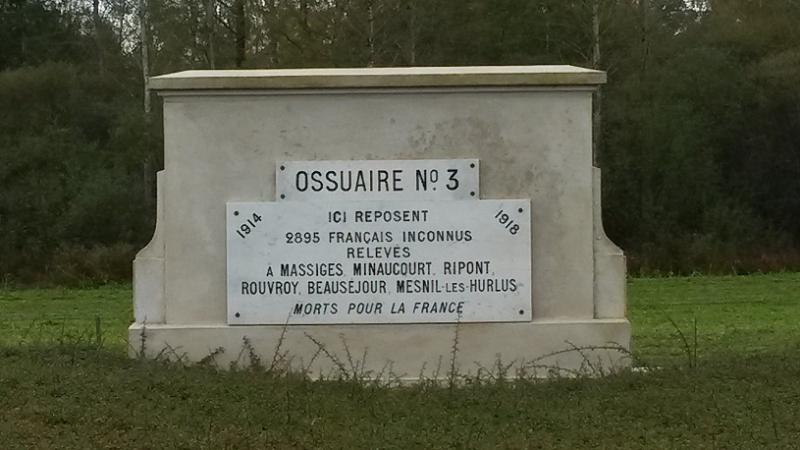 OSSUAIRE Nº 3
1914
1918
ICI REPOSENT
2895 FRANÇAIS INCONNUS
RELEVÉS
A MASSIGES, MINAUCOURT, RIPONT,
ROUVROY, BEAUSÉJOUR, MESNIL-LES-HURLUS
MORTS POUR LA FRANCE